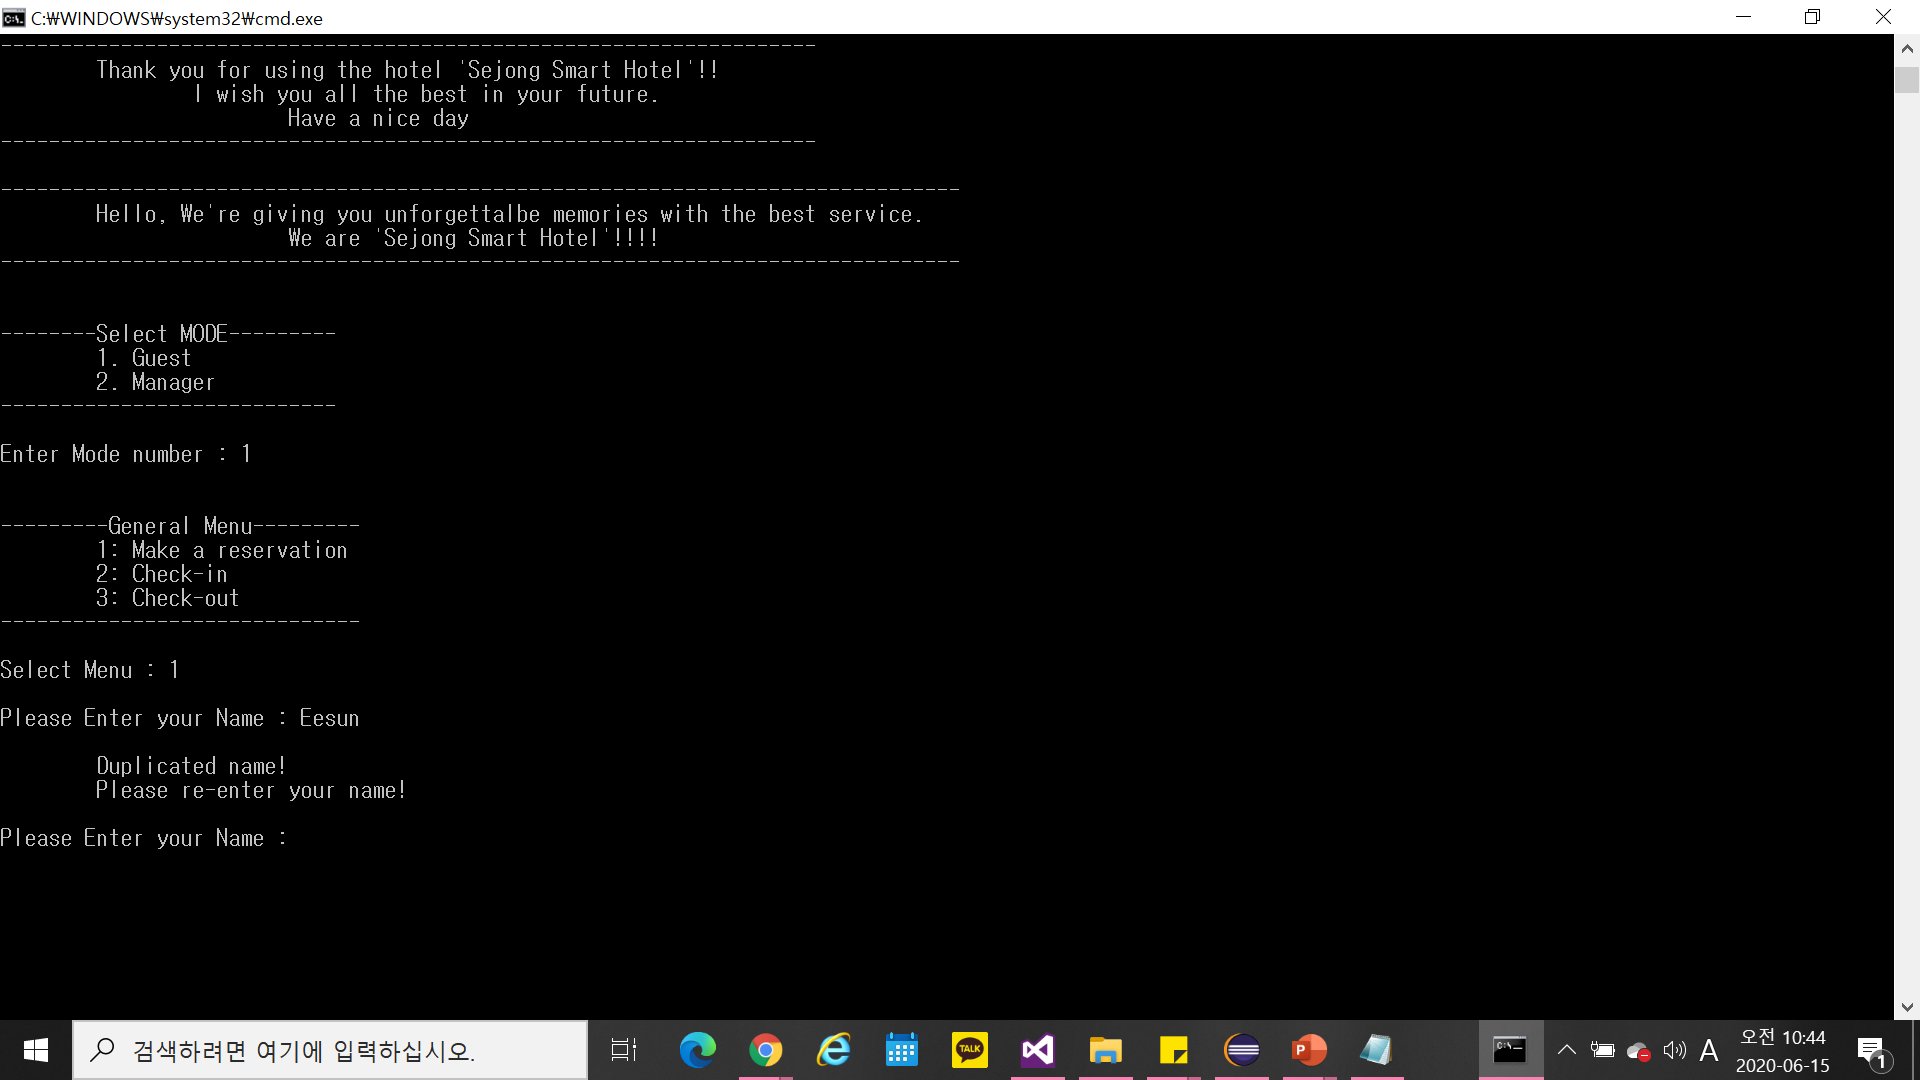 C:₩WINDOWS₩system32₩cmd.exe
--------------------------------------------------------------------
Thank you for using the hotel 'Sejong Smart Hotel'!!
I wish you all the best in your future.
Have a nice day
--------------------------------------------------------------------
--------------------------------------------------------------------------------
Hello, We're giving you unforgettalbe memories with the best service.
We are 'Sejong Smart Hotel'!!!!
--------------------------------------------------------------------------------
--------Select MODE---------
1. Guest
2. Manager
----------------------------
Enter Mode number : 1
---------General Menu---------
1: Make a reservation
2: Check-in
3: Check-out
------------------------------
Select Menu : 1
Please Enter your Name : Eesun
Duplicated name!
Please re-enter your name!
Please Enter your Name :
검색하려면 여기에 입력하십시오.
TALK
A
오전 10:44
2020-06-15
1